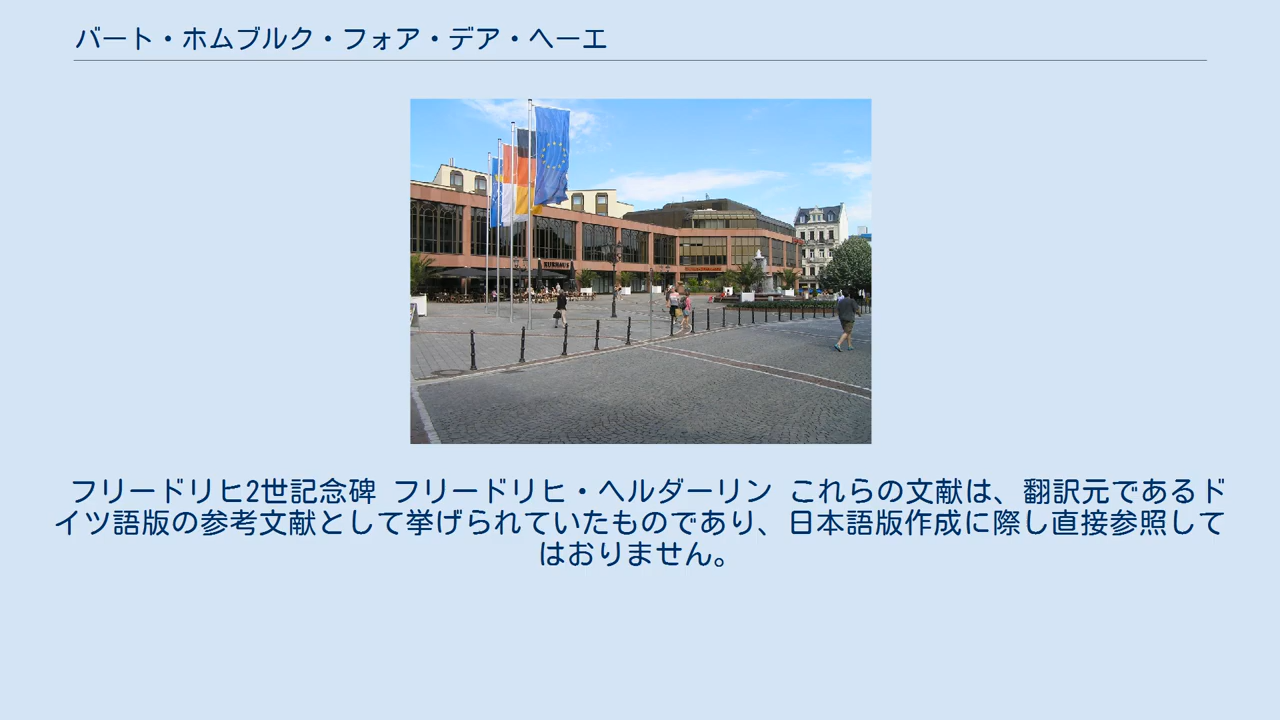 バート・ホムブルク・フォア・デア・ヘーエ
KURHAUS
フリードリヒ2世記念碑 フリードリヒ・ヘルダーリン これらの文献は、翻訳元であるド
イツ語版の参考文献として挙げられていたものであり、日本語版作成に際し直接参照して
はおりません。